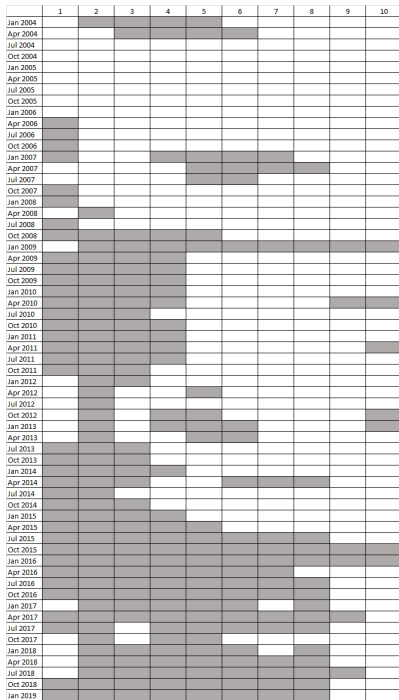 1 2 3 4 5 6 7 8 9 10
Jan 2004
Apr 2004
Jul 2004
Oct 2004
Jan 2005
Apr 2005
Jul 2005
Oct 2005
Jan 2006
Apr 2006
Jul 2006
Oct 2006
Jan 2007
Apr 2007
Jul 2007
Oct 2007
Jan 2008
Apr 2008
Jul 2008
Oct 2008
Jan 2009
Apr 2009
Jul 2009
Oct 2009
Jan 2010
Apr 2010
Jul 2010
Oct 2010
Jan 2011
Apr 2011
Jul 2011
Oct 2011
Jan 2012
Apr 2012
Jul 2012
Oct 2012
Jan 2013
Apr 2013
Jul 2013
Oct 2013
Jan 2014
Apr 2014
Jul 2014
Oct 2014
Jan 2015
Apr 2015
Jul 2015
Oct 2015
Jan 2016
Apr 2016
Jul 2016
Oct 2016
Jan 2017
Apr 2017
Jul 2017
Oct 2017
Jan 2018
Apr 2018
Jul 2018
Oct 2018
Jan 2019